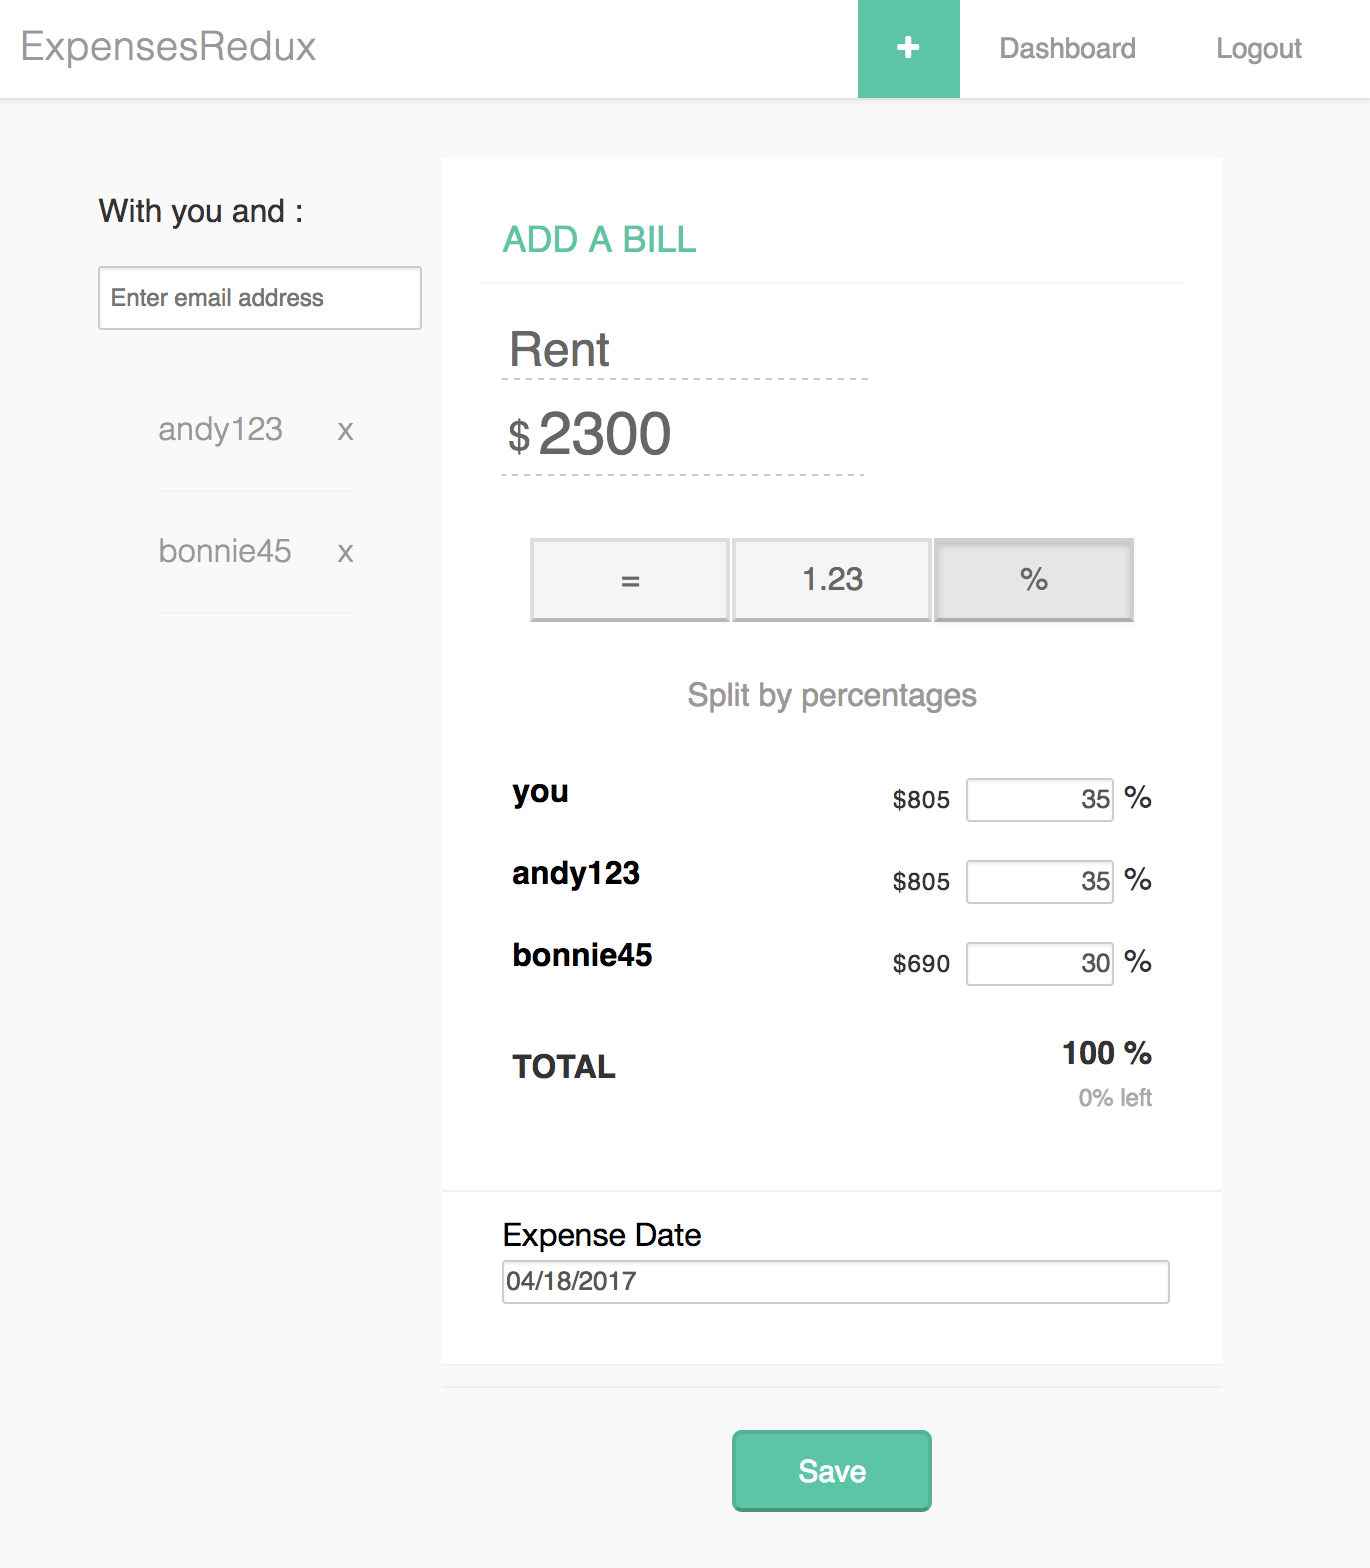 ExpensesRedux
+ Dashboard Logout
With you and :
Enter email address
andy123 x
bonnie45 x
ADD A BILL
Rent
$ 2300
= 1.23 %
Split by percentages
you $805 35 %
andy123 $805 35 %
bonnie45 $690 30 %
TOTAL 100 %
0% left
Expense Date
04/18/2017
Save